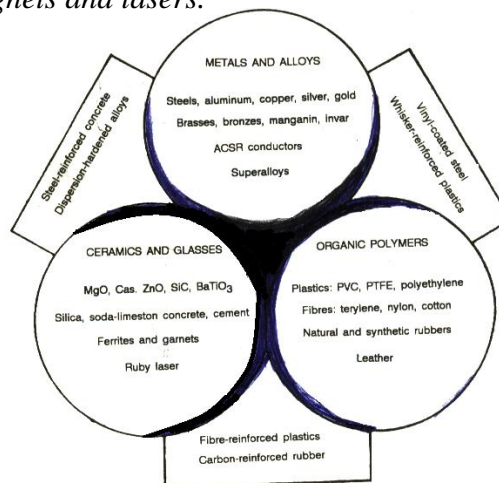 gnets and lasers.
METALS AND ALLOYS
Steels, aluminum, copper, silver, gold
Brasses, bronzes, manganin, invar
ACSR conductors
Superalloys
Steel-reinforced concrete
Dispersion-hardened alloys
Vinyl-coated steel
Whisker-reinforced plastics
CERAMICS AND GLASSES
MgO, Cas. ZnO, SiC, BaTiO3
Silica, soda-limeston concrete, cement
Ferrites and garnets
Ruby laser
ORGANIC POLYMERS
Plastics: PVC, PTFE, polyethylene
Fibres: terylene, nylon, cotton
Natural and synthetic rubbers
Leather
Fibre-reinforced plastics
Carbon-reinforced rubber